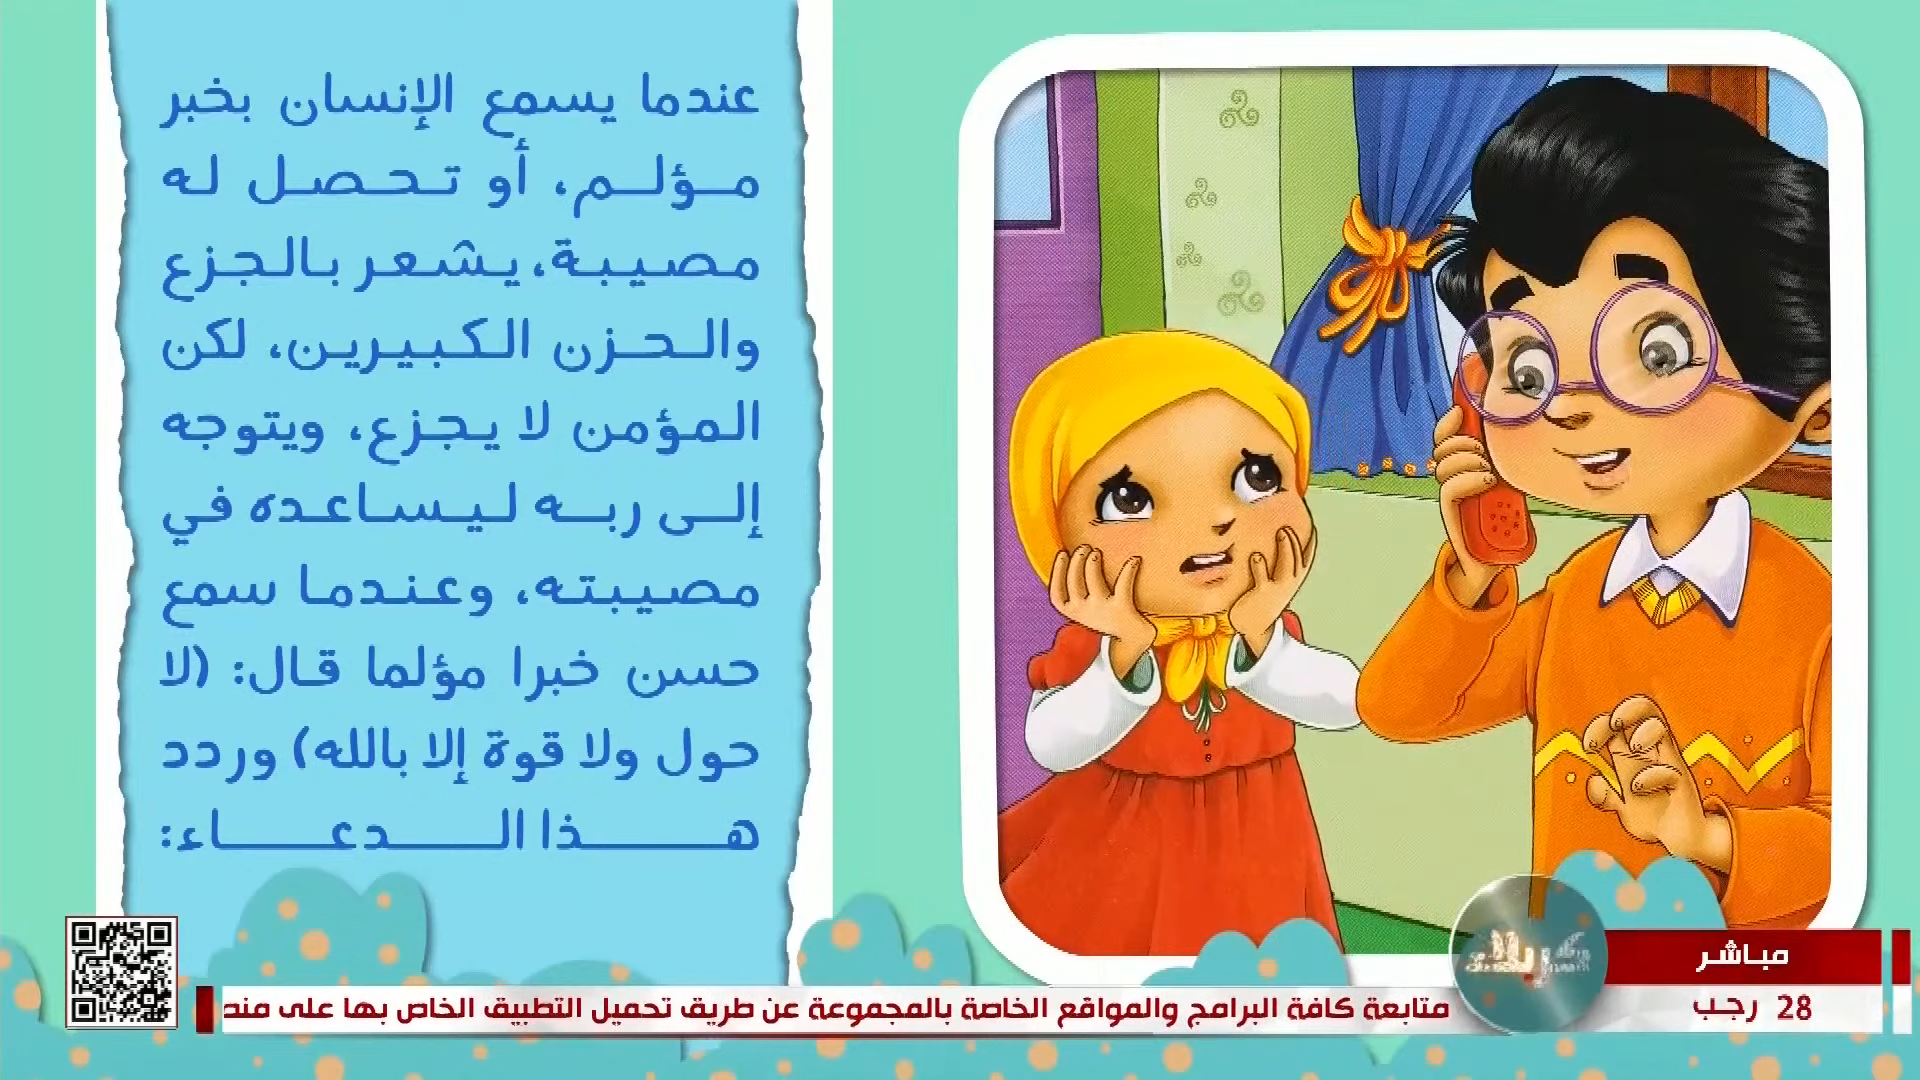 عندما يسمع الإنسان بخبر
مؤلم، أو تحصل له
مصيبة، يشعر بالجزع
والحزن الكبيرين، لكن
المؤمن لا يجزع، ويتوجه
إلى ربه ليساعده في
مصيبته، وعندما سمع
حسن خبرا مؤلما قال: (لا
حول ولا قوة إلا بالله) وردد
هذا الدعاء:
كربلاء
مباشر
28 رجب
متابعة كافة البرامج والمواقع الخاصة بالمجموعة عن طريق تحميل التطبيق الخاص بها على